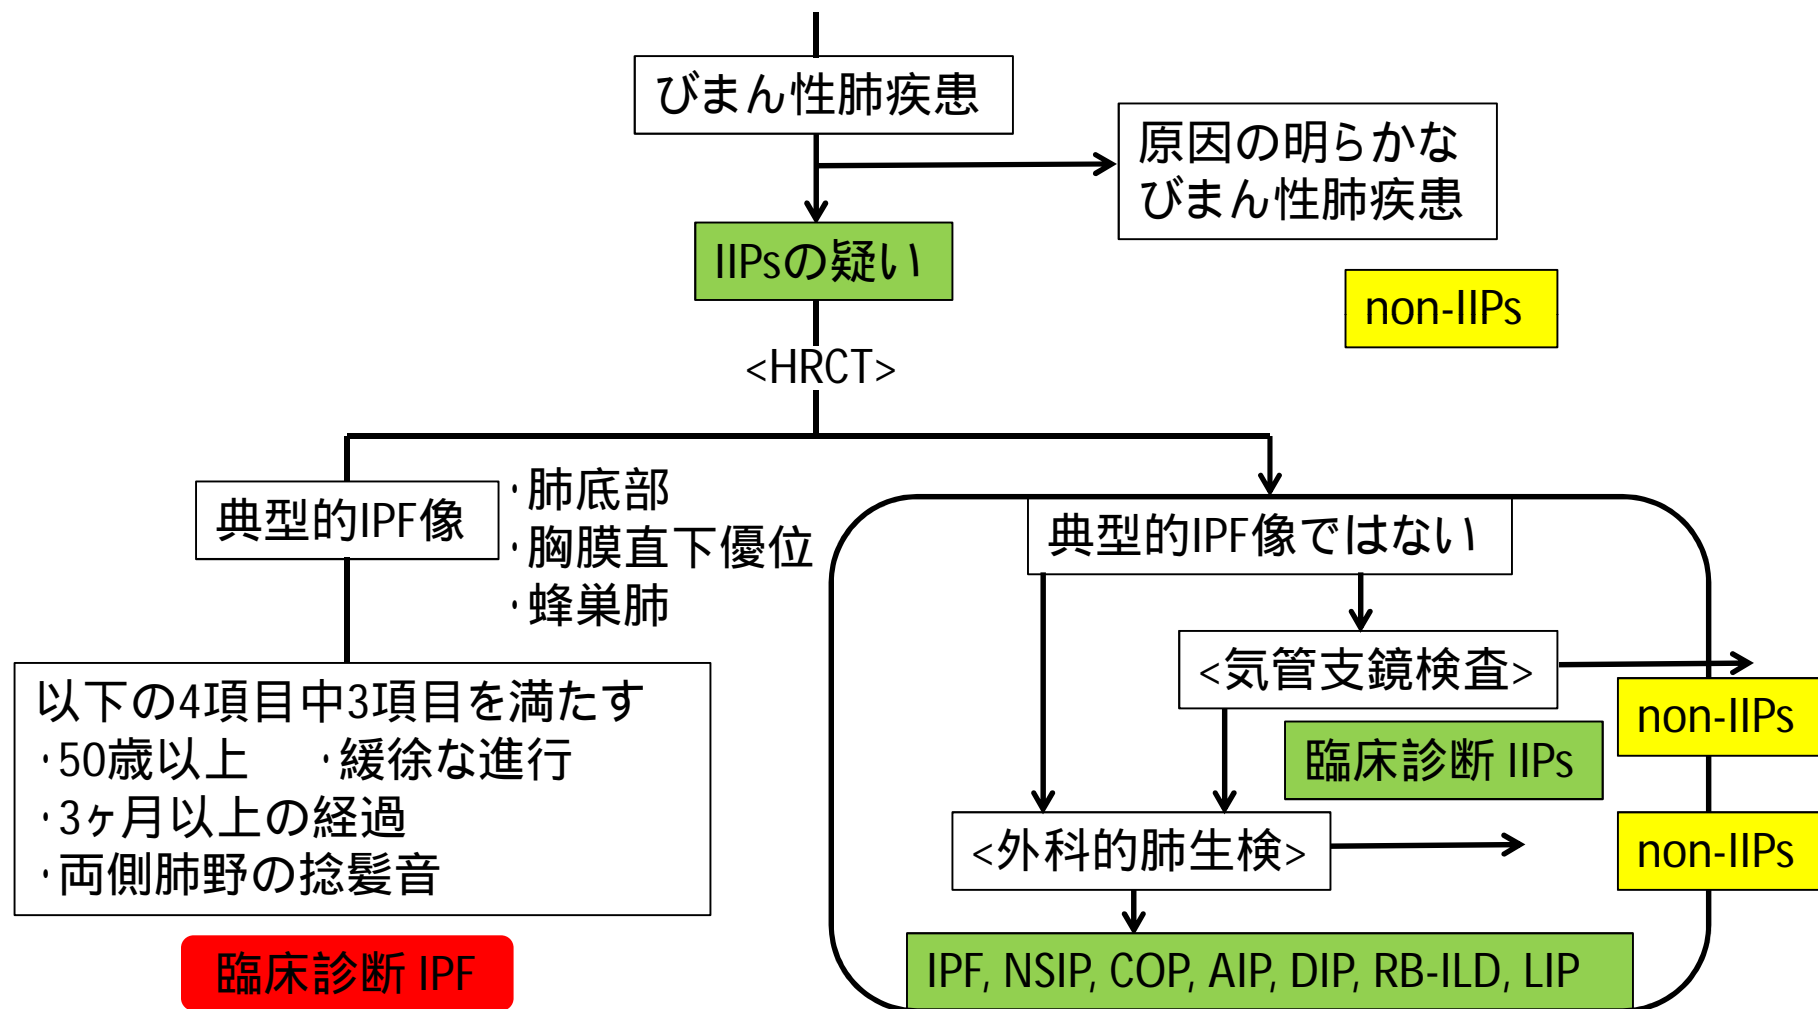 びまん性肺疾患
原因の明らかな
びまん性肺疾患
IIPsの疑い
non-IIPs
<HRCT>
典型的IPF像
・肺底部
・胸膜直下優位
・蜂巣肺
典型的IPF像ではない
<気管支鏡検査>
non-IIPs
以下の4項目中3項目を満たす
・50歳以上 ・緩徐な進行
・3ヶ月以上の経過
・両側肺野の捻髪音
臨床診断 IIPs
<外科的肺生検>
non-IIPs
臨床診断 IPF
IPF, NSIP, COP, AIP, DIP, RB-ILD, LIP